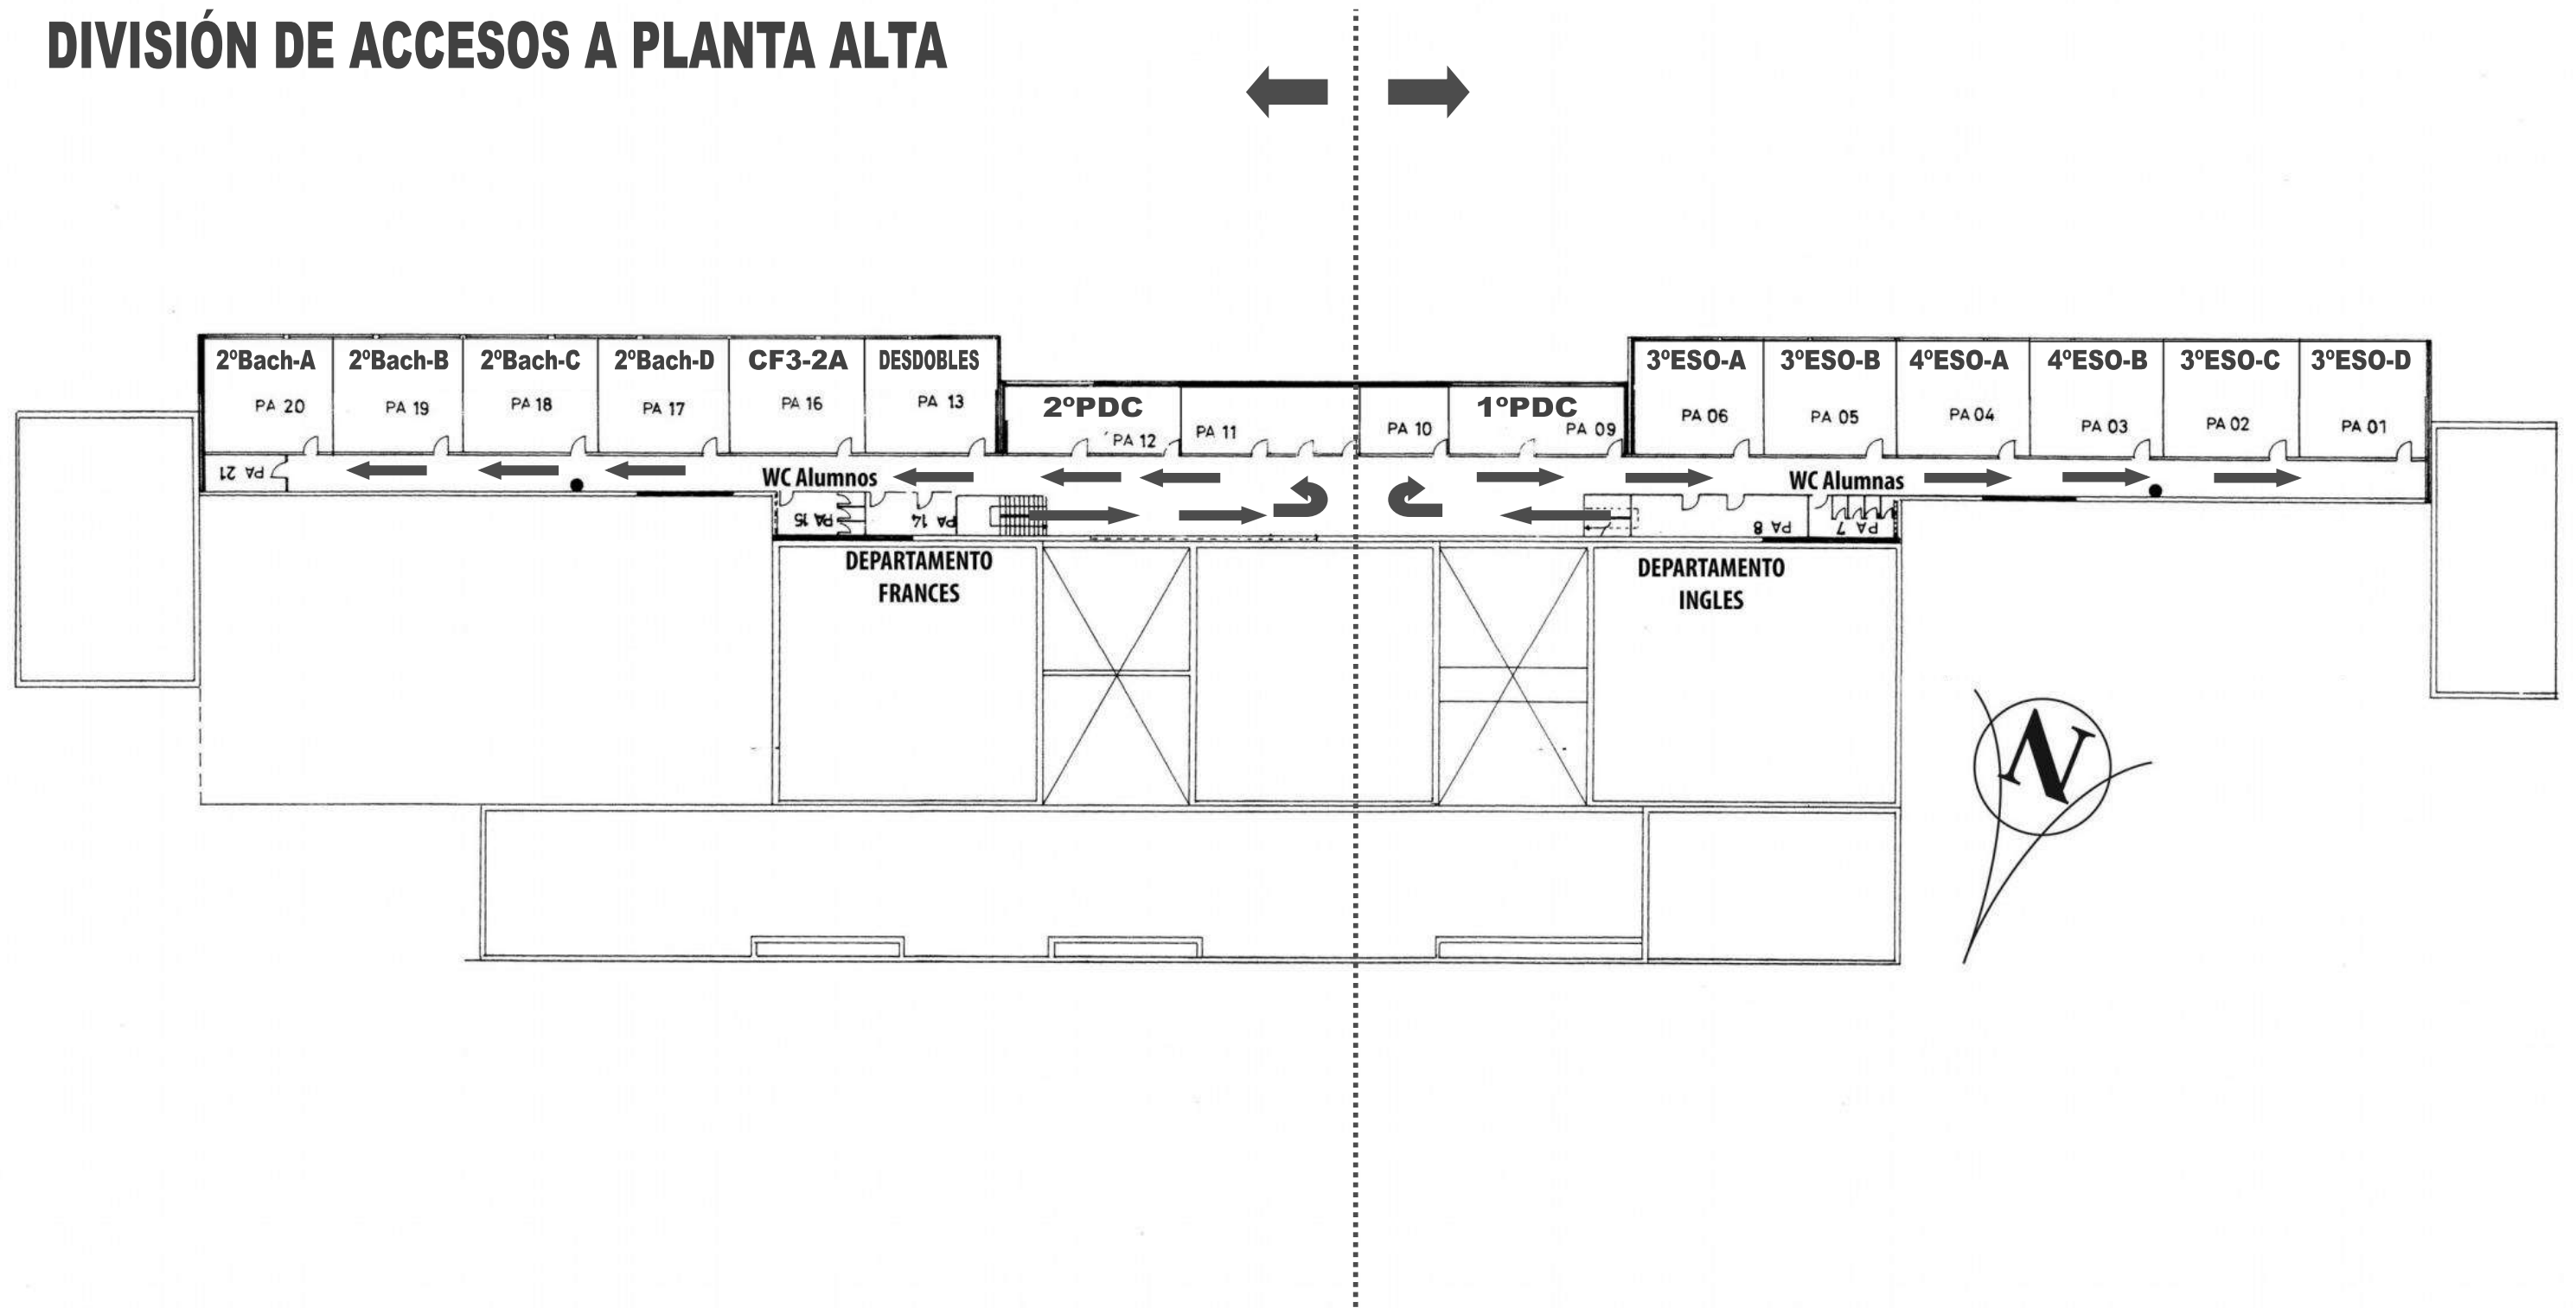 DIVISIÓN DE ACCESOS A PLANTA ALTA
2ºBach-A
2ºBach-B
2ºBach-C
2ºBach-D
CF3-2A
DESDOBLES
3ºESO-A
3ºESO-B
4ºESO-A
4ºESO-B
3ºESO-C
3ºESO-D
2ºPDC
1ºPDC
PA 20
PA 19
PA 18
PA 17
PA 16
PA 13
PA 12
PA 11
PA 10
PA 09
PA 06
PA 05
PA 04
PA 03
PA 02
PA 01
PA 21
WC Alumnos
WC Alumnas
PA 15
PA 14
PA 8
PA 7
DEPARTAMENTO
FRANCES
DEPARTAMENTO
INGLES
N